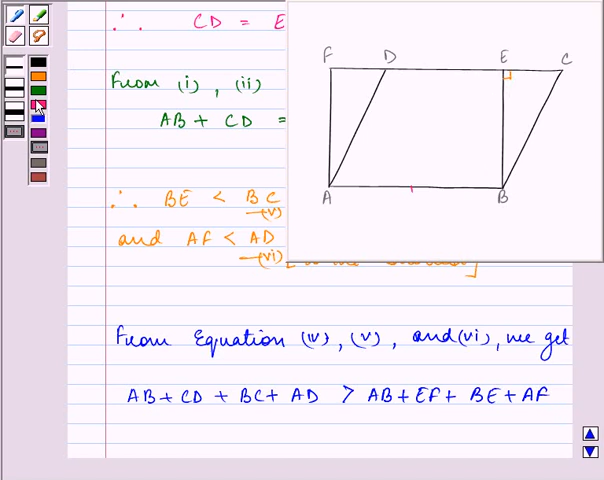 ∴ CD = E
From (i), (ii)
AB + CD =
∴ BE < BC
—(v)
and AF < AD
—(vi)
From Equation (iv), (v), and (vi), we get
AB + CD + BC + AD > AB + EF + BE + AF
F D E C
A B